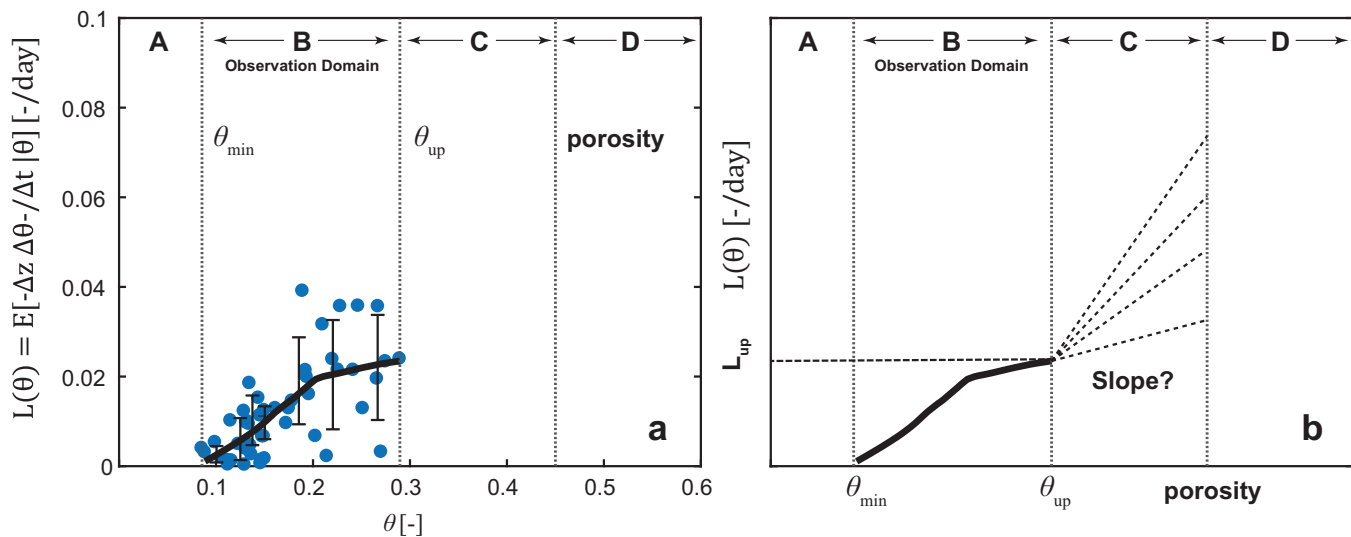 A
B
C
D
Observation Domain
θmin
θup
porosity
L(θ) = E[-Δz Δθ-/Δt |θ] [-/day]
0.1
0.08
0.06
0.04
0.02
0
0.1
0.2
0.3
0.4
0.5
0.6
θ[-]
a
A
B
C
D
Observation Domain
L(θ) [-/day]
Lup
Slope?
b
θmin
θup
porosity